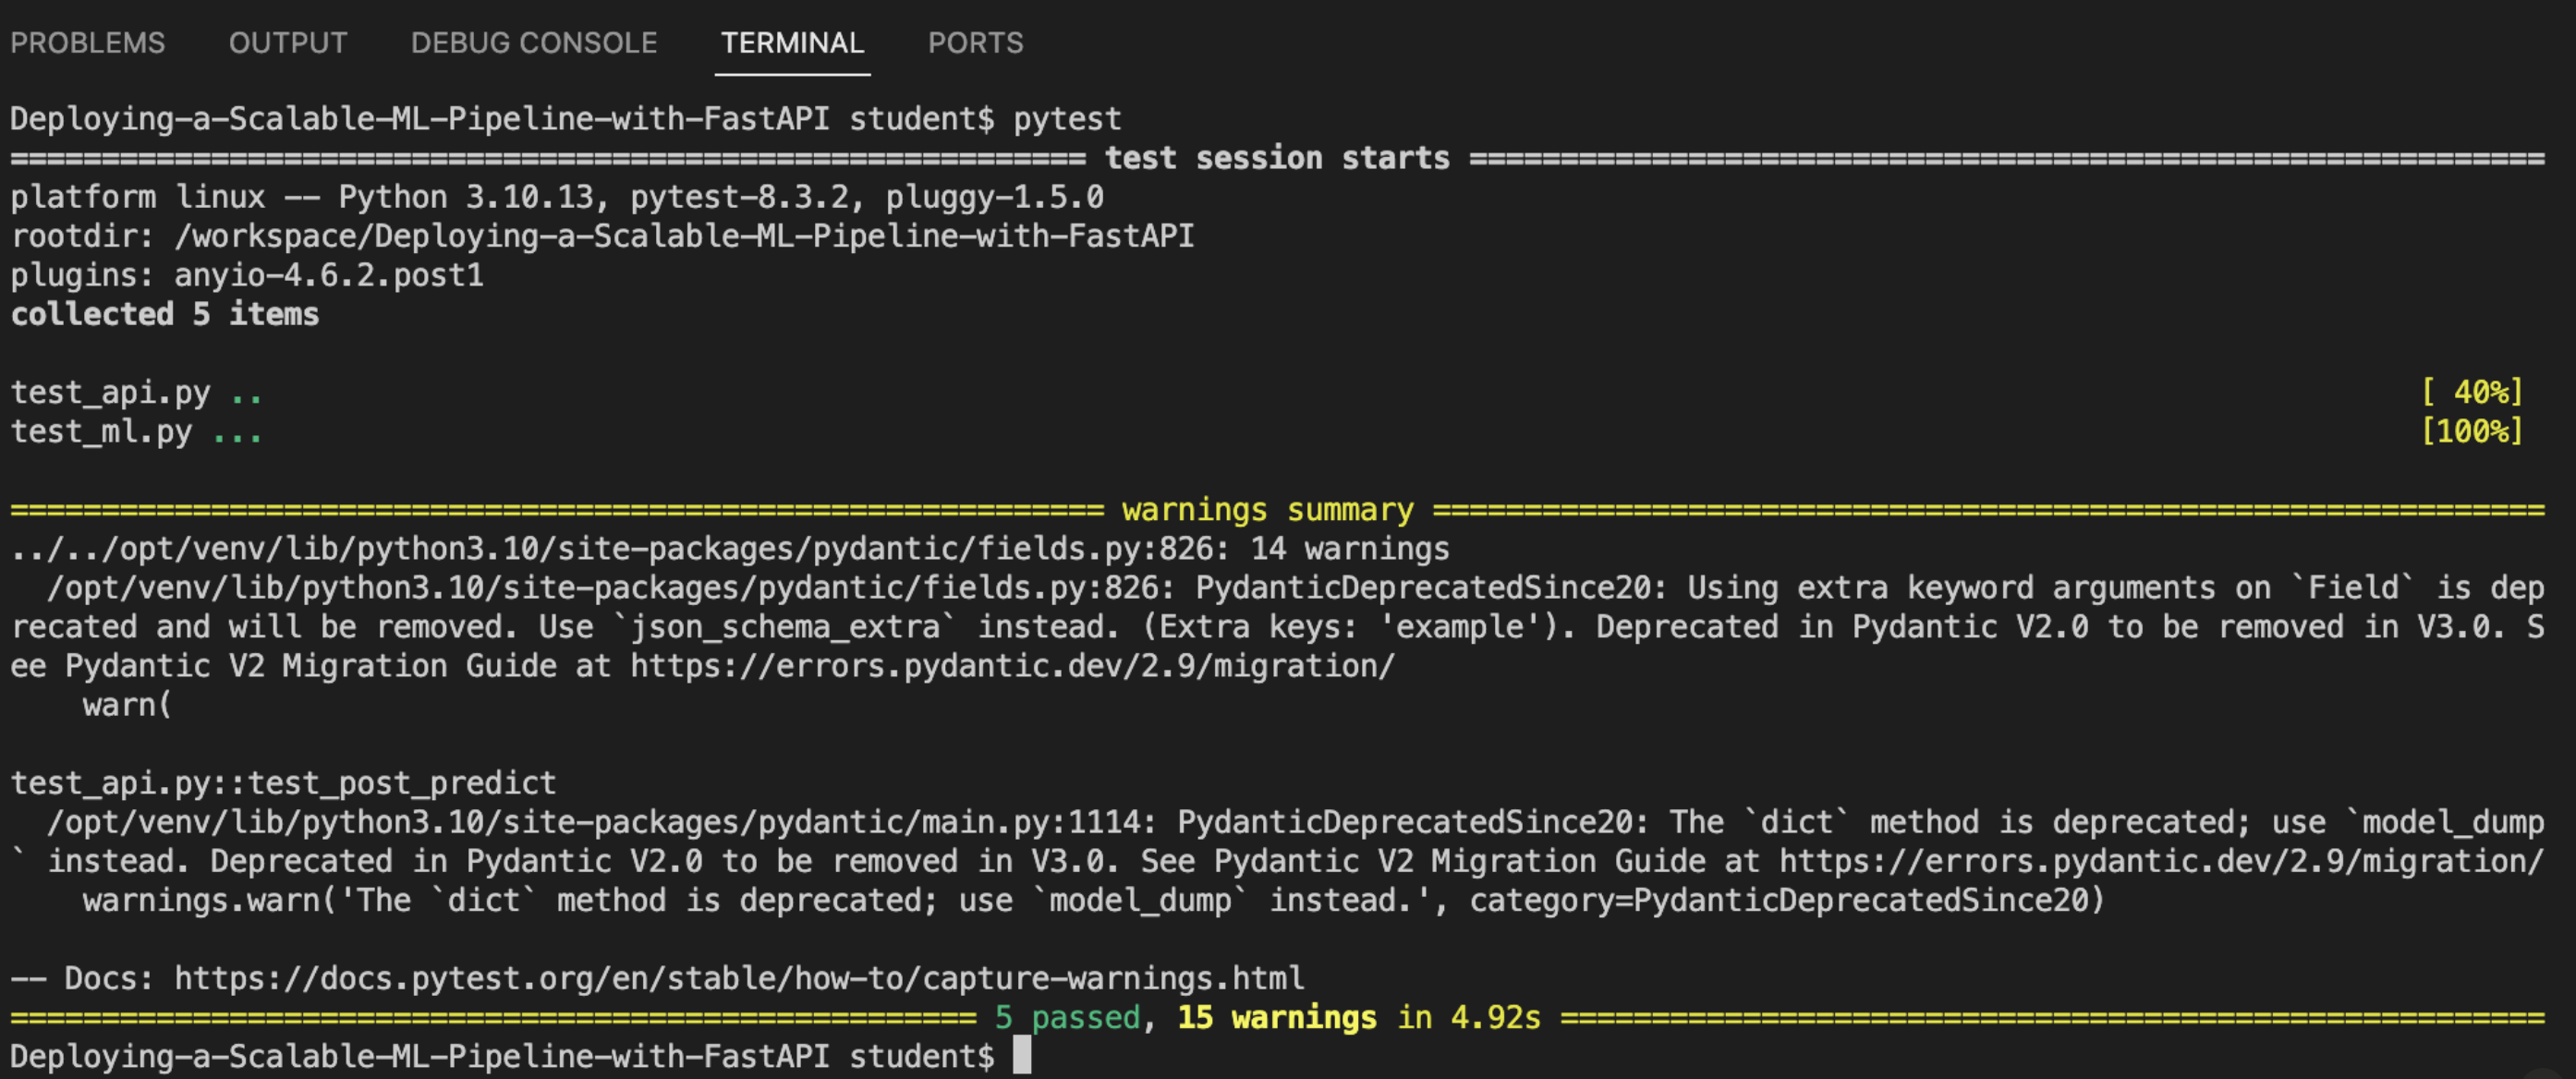 PROBLEMS OUTPUT DEBUG CONSOLE TERMINAL PORTS
Deploying-a-Scalable-ML-Pipeline-with-FastAPI student$ pytest
=========================================================== test session starts ===========================================================
platform linux -- Python 3.10.13, pytest-8.3.2, pluggy-1.5.0
rootdir: /workspace/Deploying-a-Scalable-ML-Pipeline-with-FastAPI
plugins: anyio-4.6.2.post1
collected 5 items
test_api.py .. [ 40%]
test_ml.py ... [100%]
============================================================ warnings summary =============================================================
../../opt/venv/lib/python3.10/site-packages/pydantic/fields.py:826: 14 warnings
/opt/venv/lib/python3.10/site-packages/pydantic/fields.py:826: PydanticDeprecatedSince20: Using extra keyword arguments on `Field` is dep
recated and will be removed. Use `json_schema_extra` instead. (Extra keys: 'example'). Deprecated in Pydantic V2.0 to be removed in V3.0. S
ee Pydantic V2 Migration Guide at https://errors.pydantic.dev/2.9/migration/
warn(
test_api.py::test_post_predict
/opt/venv/lib/python3.10/site-packages/pydantic/main.py:1114: PydanticDeprecatedSince20: The `dict` method is deprecated; use `model_dump
` instead. Deprecated in Pydantic V2.0 to be removed in V3.0. See Pydantic V2 Migration Guide at https://errors.pydantic.dev/2.9/migration/
warnings.warn('The `dict` method is deprecated; use `model_dump` instead.', category=PydanticDeprecatedSince20)
-- Docs: https://docs.pytest.org/en/stable/how-to/capture-warnings.html
===================================================== 5 passed, 15 warnings in 4.92s ======================================================
Deploying-a-Scalable-ML-Pipeline-with-FastAPI student$